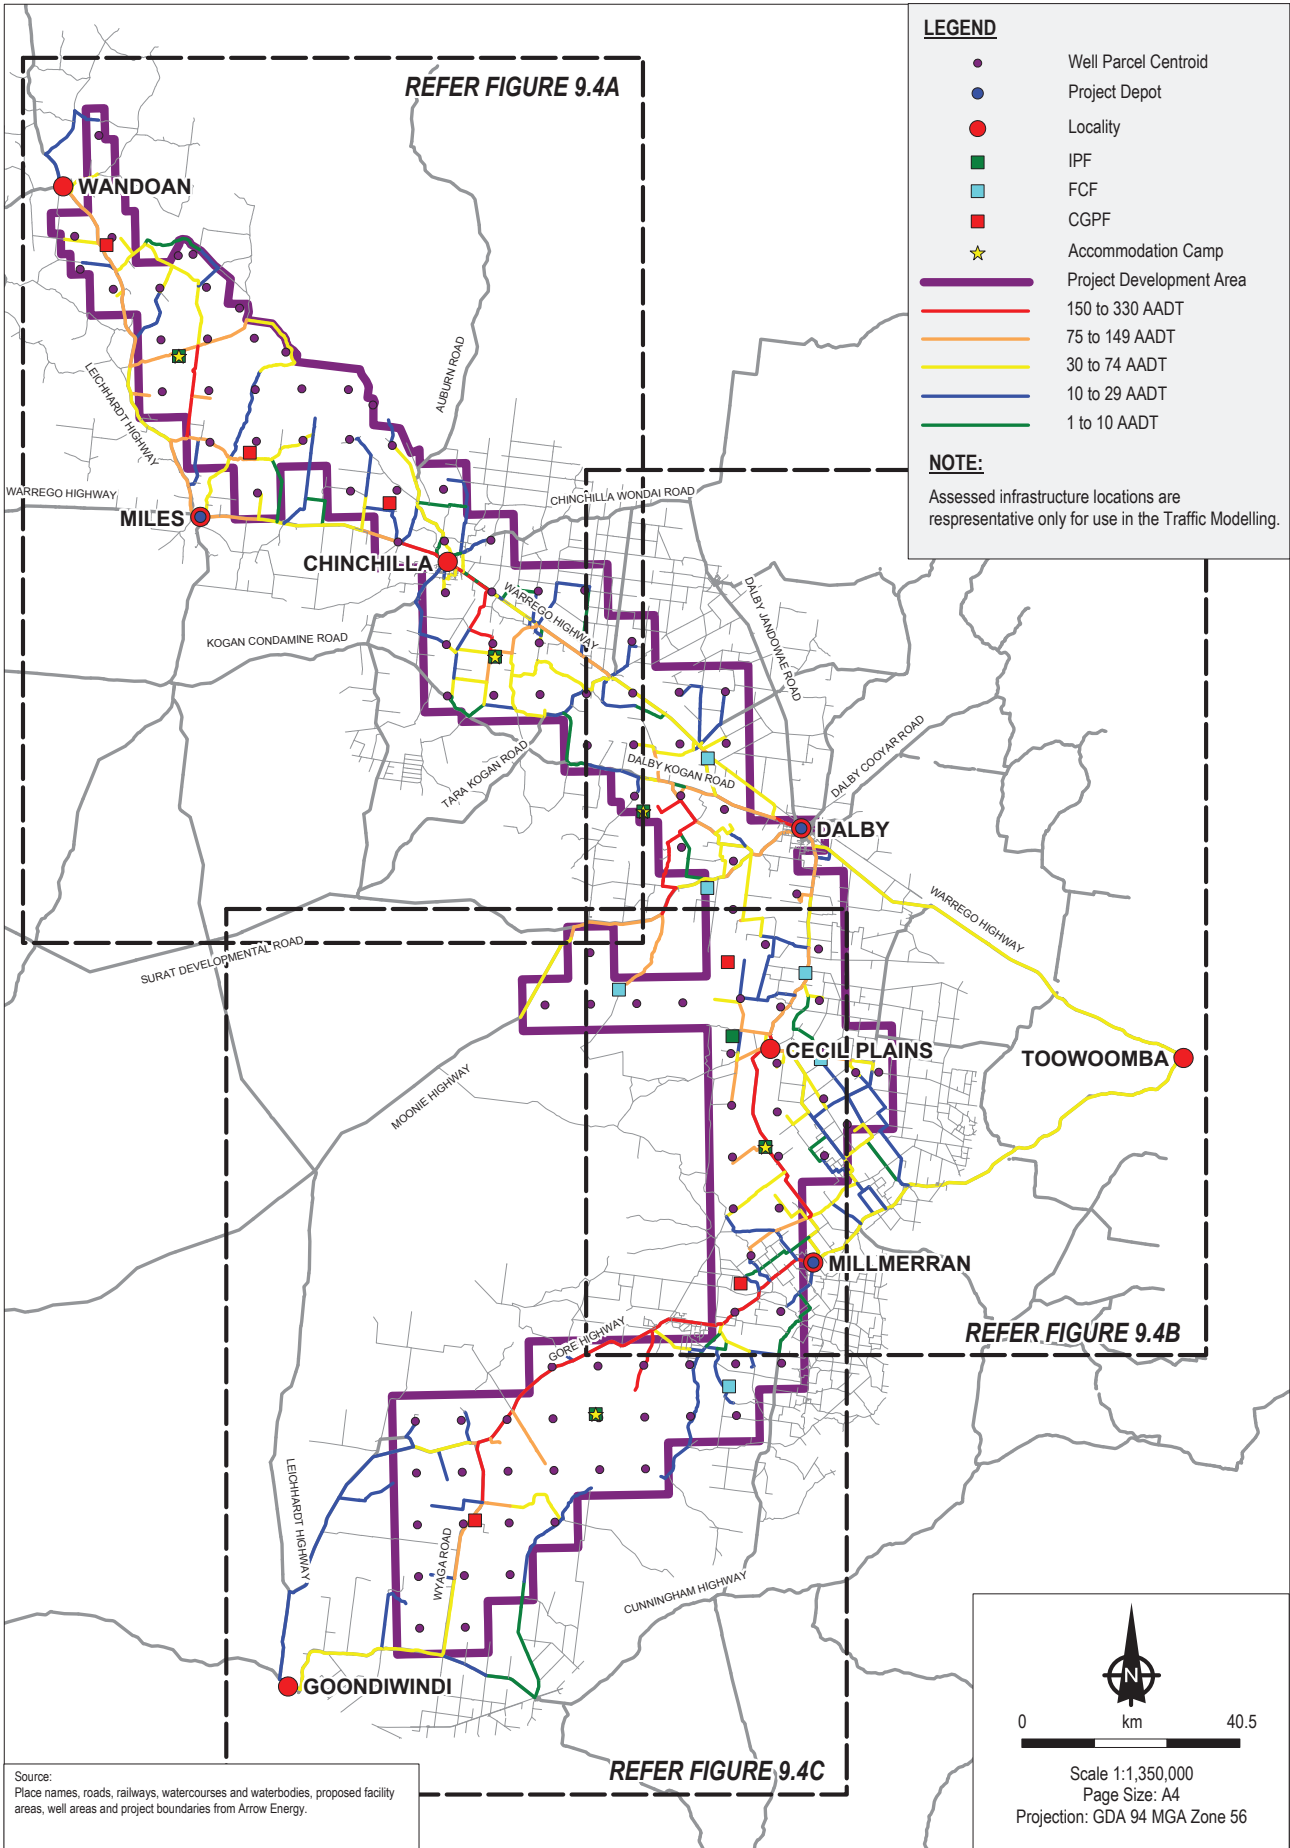 LEGEND
Well Parcel Centroid
Project Depot
Locality
IPF
FCF
CGPF
Accommodation Camp
Project Development Area
150 to 330 AADT
75 to 149 AADT
30 to 74 AADT
10 to 29 AADT
1 to 10 AADT
NOTE:
Assessed infrastructure locations are
respresentative only for use in the Traffic Modelling.
REFER FIGURE 9.4A
WANDOAN
AUBURN ROAD
LEICHHARDT HIGHWAY
WARREGO HIGHWAY
MILES
CHINCHILLA WONDAI ROAD
CHINCHILLA
WARREGO HIGHWAY
DALBY JANDOWAE ROAD
KOGAN CONDAMINE ROAD
TARA KOGAN ROAD
DALBY KOGAN ROAD
DALBY COOYAR ROAD
DALBY
WARREGO HIGHWAY
SURAT DEVELOPMENTAL ROAD
CECIL PLAINS
TOOWOOMBA
MOONIE HIGHWAY
MILLMERRAN
GORE HIGHWAY
REFER FIGURE 9.4B
LEICHHARDT HIGHWAY
WYAGA ROAD
CUNNINGHAM HIGHWAY
GOONDIWINDI
REFER FIGURE 9.4C
N
0 km 40.5
Scale 1:1,350,000
Page Size: A4
Projection: GDA 94 MGA Zone 56
Source:
Place names, roads, railways, watercourses and waterbodies, proposed facility
areas, well areas and project boundaries from Arrow Energy.